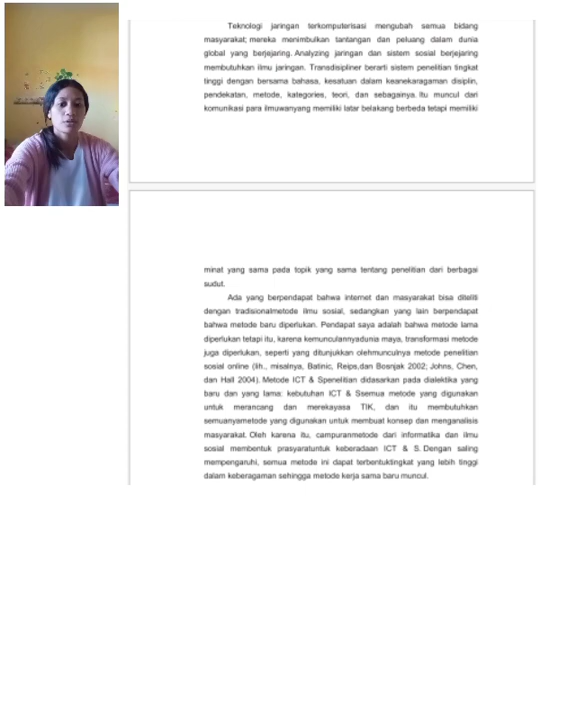 Teknologi jaringan terkomputerisasi mengubah semua bidang
masyarakat; mereka menimbulkan tantangan dan peluang dalam dunia
global yang berjejaring. Analyzing jaringan dan sistem sosial berjejaring
membutuhkan ilmu jaringan. Transdisipliner berarti sistem penelitian tingkat
tinggi dengan bersama bahasa, kesatuan dalam keanekaragaman disiplin,
pendekatan, metode, kategories, teori, dan sebagainya. Itu muncul dari
komunikasi para ilmuwanyang memiliki latar belakang berbeda tetapi memiliki
minat yang sama pada topik yang sama tentang penelitian dari berbagai
sudut.
Ada yang berpendapat bahwa internet dan masyarakat bisa diteliti
dengan tradisionalmetode ilmu sosial, sedangkan yang lain berpendapat
bahwa metode baru diperlukan. Pendapat saya adalah bahwa metode lama
diperlukan tetapi itu, karena kemunculannyadunia maya, transformasi metode
juga diperlukan, seperti yang ditunjukkan olehmunculnya metode penelitian
sosial online (lih., misalnya, Batinic, Reips,dan Bosnjak 2002; Johns, Chen,
dan Hall 2004). Metode ICT & Spenelitian didasarkan pada dialektika yang
baru dan yang lama: kebutuhan ICT & Ssemua metode yang digunakan
untuk merancang dan merekayasa TIK, dan itu membutuhkan
semuanyametode yang digunakan untuk membuat konsep dan menganalisis
masyarakat. Oleh karena itu, campuranmetode dari informatika dan ilmu
sosial membentuk prasyaratuntuk keberadaan ICT & S. Dengan saling
mempengaruhi, semua metode ini dapat terbentuktingkat yang lebih tinggi
dalam keberagaman sehingga metode kerja sama baru muncul.